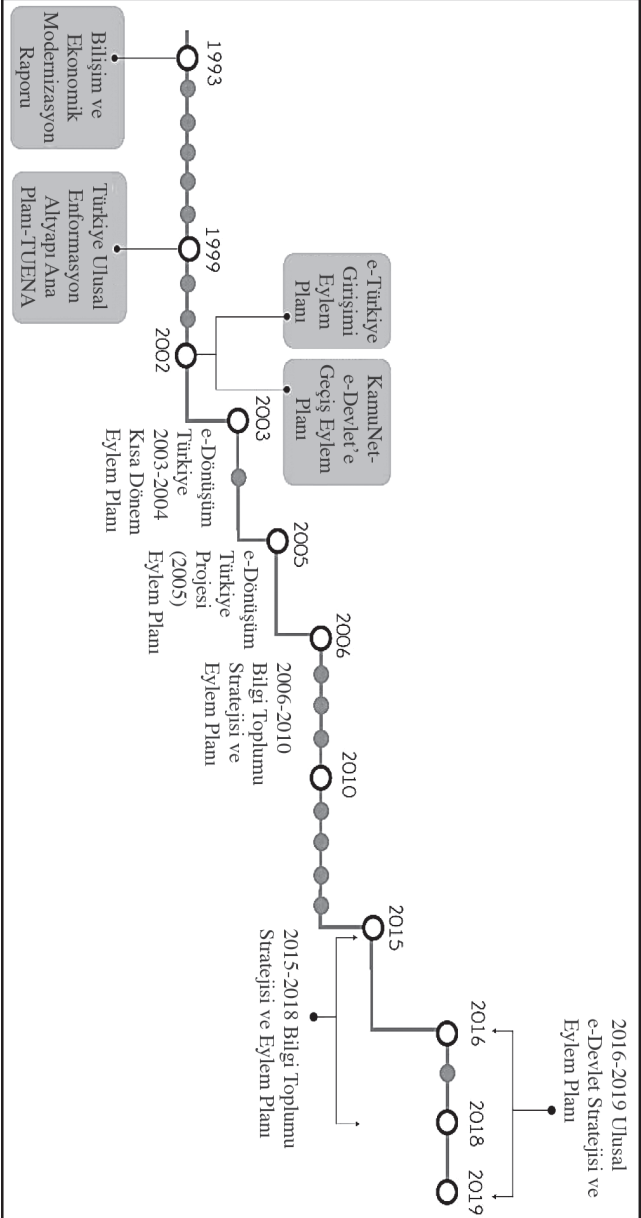 1993
Bilişim ve
Ekonomik
Modernizasyon
Raporu
1999
Türkiye Ulusal
Enformasyon
Altyapı Ana
Planı-TUENA
2002
e-Türkiye
Girişimi
Eylem
Planı
KamuNet-
e-Devlet'e
Geçiş Eylem
Planı
2003
e-Dönüşüm
Türkiye
2003-2004
Kısa Dönem
Eylem Planı
2005
e-Dönüşüm
Türkiye
Projesi
(2005)
Eylem Planı
2006
2006-2010
Bilgi Toplumu
Stratejisi ve
Eylem Planı
2010
2015
2015-2018 Bilgi Toplumu
Stratejisi ve Eylem Planı
2016
2018
2019
2016-2019 Ulusal
e-Devlet Stratejisi ve
Eylem Planı